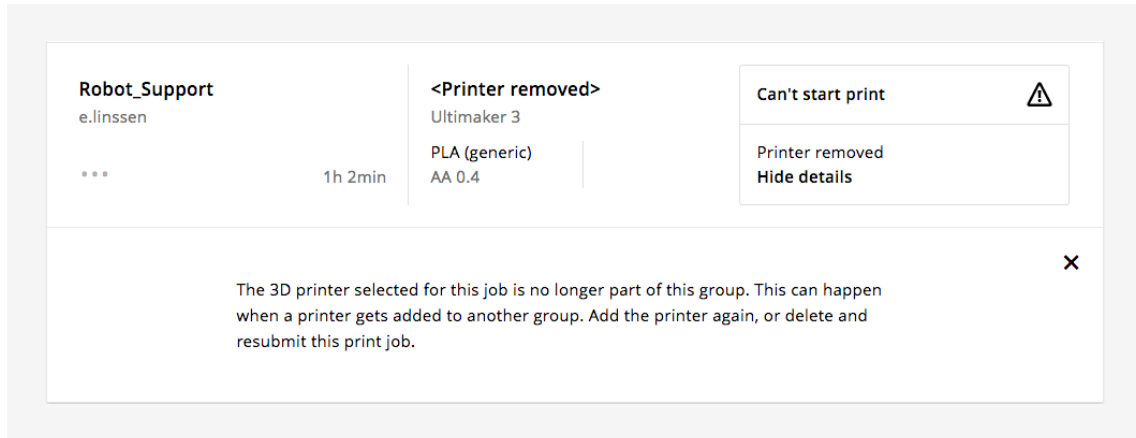 Robot_Support
e.linssen
1h 2min
<Printer removed>
Ultimaker 3
PLA (generic)
AA 0.4
Can't start print
Printer removed
Hide details
The 3D printer selected for this job is no longer part of this group. This can happen
when a printer gets added to another group. Add the printer again, or delete and
resubmit this print job.